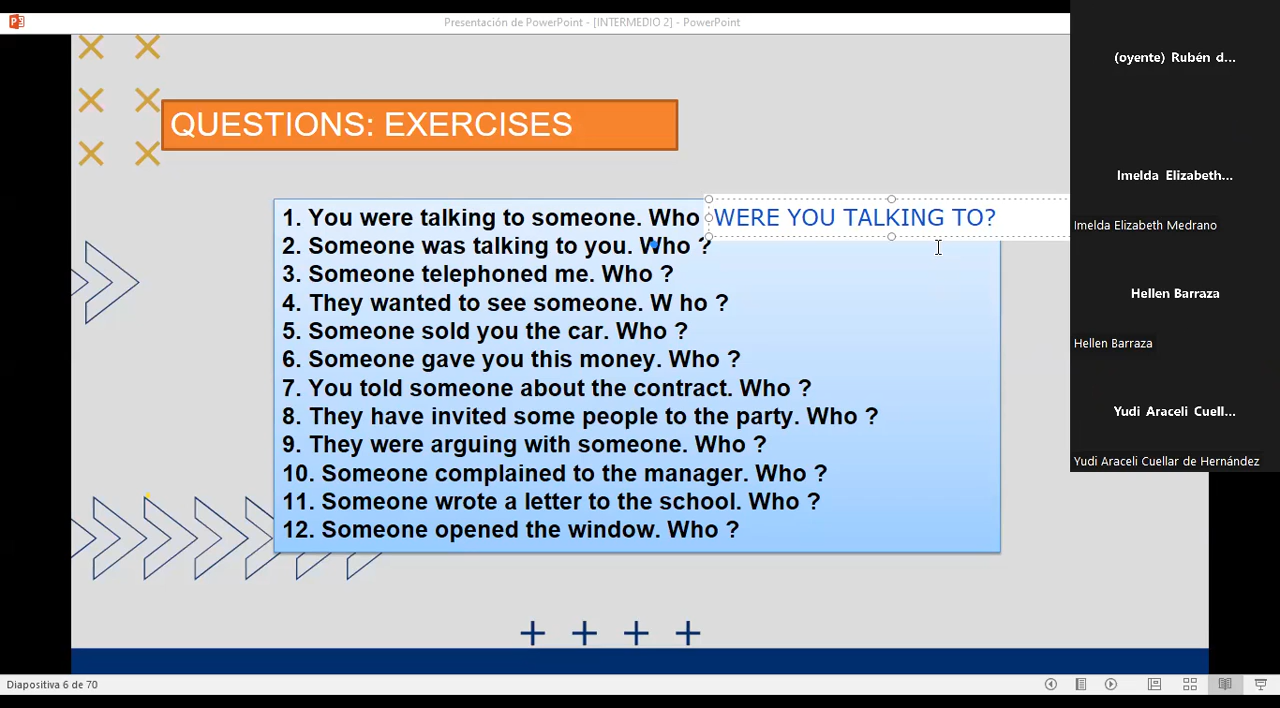 Presentación de PowerPoint - [INTERMEDIO 2] - PowerPoint
QUESTIONS: EXERCISES
1. You were talking to someone. Who WERE YOU TALKING TO?
2. Someone was talking to you. Who ?
3. Someone telephoned me. Who ?
4. They wanted to see someone. W ho ?
5. Someone sold you the car. Who ?
6. Someone gave you this money. Who ?
7. You told someone about the contract. Who ?
8. They have invited some people to the party. Who ?
9. They were arguing with someone. Who ?
10. Someone complained to the manager. Who ?
11. Someone wrote a letter to the school. Who ?
12. Someone opened the window. Who ?
(oyente) Rubén d...
Imelda Elizabeth...
Imelda Elizabeth Medrano
Hellen Barraza
Hellen Barraza
Yudi Araceli Cuell...
Yudi Araceli Cuellar de Hernández
Diapositiva 6 de 70